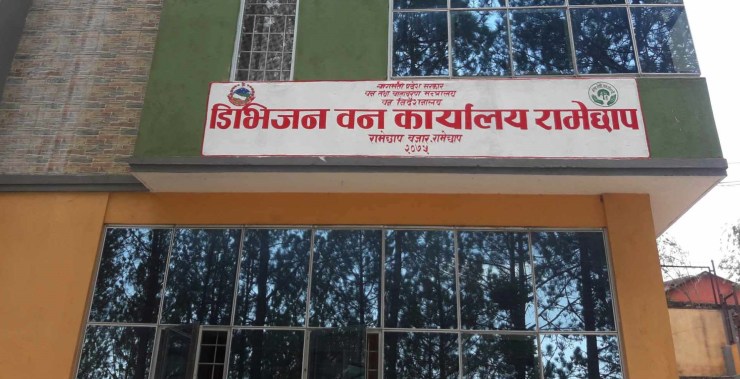 बागमती प्रदेश सरकार
वन तथा वातावरण मन्त्रालय
वन निर्देशनालय
डिभिजन वन कार्यालय रामेछाप
रामेछाप बजार, रामेछाप
२०७५